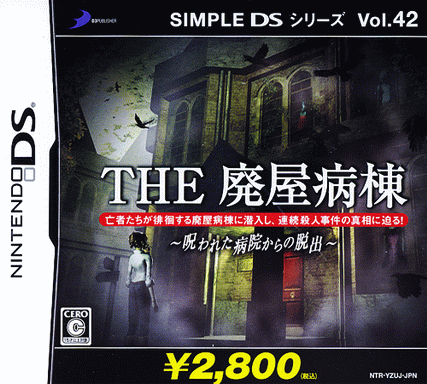 D3PUBLISHER
SIMPLE DS シリーズ Vol.42
NINTENDO DS
THE 廃屋病棟
亡者たちが徘徊する廃屋病棟に潜入し、連続殺人事件の真相に迫る!
～呪われた病院からの脱出～
CERO
C
¥2,800(税込)
NTR-YZUJ-JPN